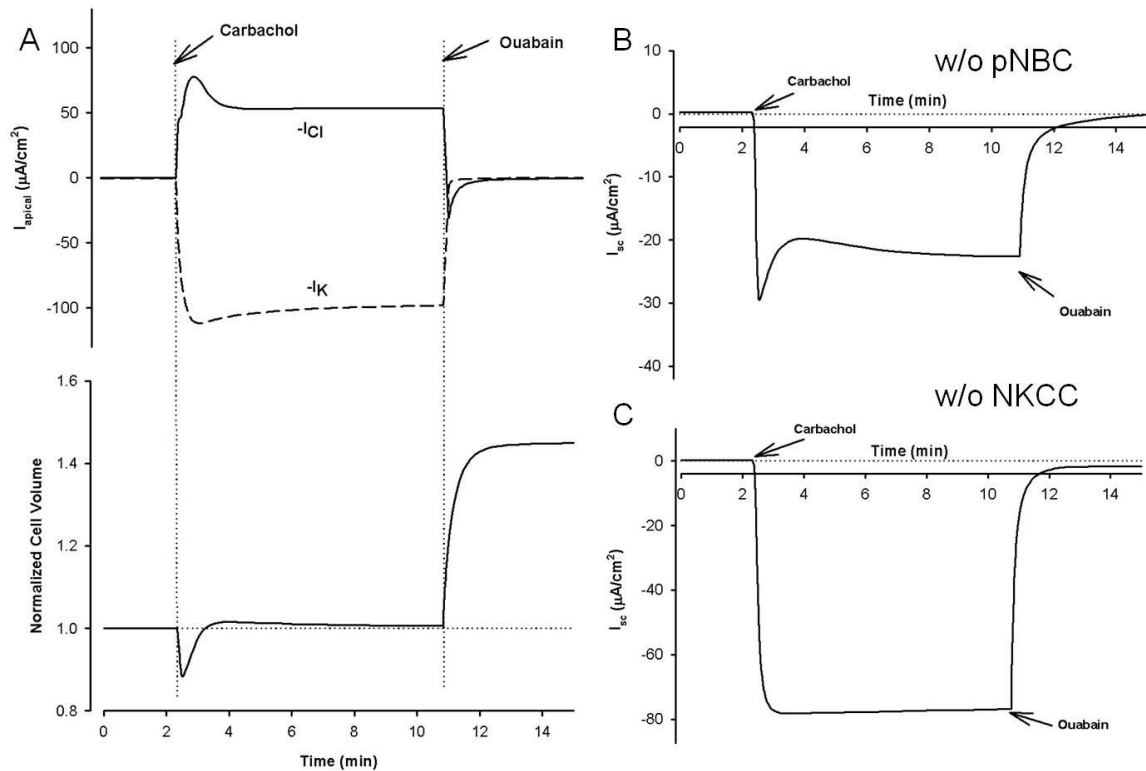 A
Carbachol
Ouabain
100
50
0
-50
-100
I_apical (µA/cm²)
-I_Cl
-I_K
1.6
1.4
1.2
1.0
0.8
Normalized Cell Volume
0 2 4 6 8 10 12 14
Time (min)
B
w/o pNBC
10
0
-10
-20
-30
-40
I_sc (µA/cm²)
Carbachol
Time (min)
0 2 4 6 8 10 12 14
Ouabain
C
w/o NKCC
0
-20
-40
-60
-80
I_sc (µA/cm²)
Carbachol
Time (min)
0 2 4 6 8 10 12 14
Ouabain